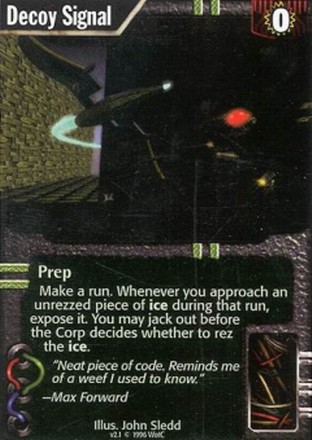 Decoy Signal
0
Prep
Make a run. Whenever you approach an
unrezzed piece of ice during that run,
expose it. You may jack out before
the Corp decides whether to rez
the ice.
"Neat piece of code. Reminds me
of a weef I used to know."
—Max Forward
Illus. John Sledd
v2.1 © 1996 WotC